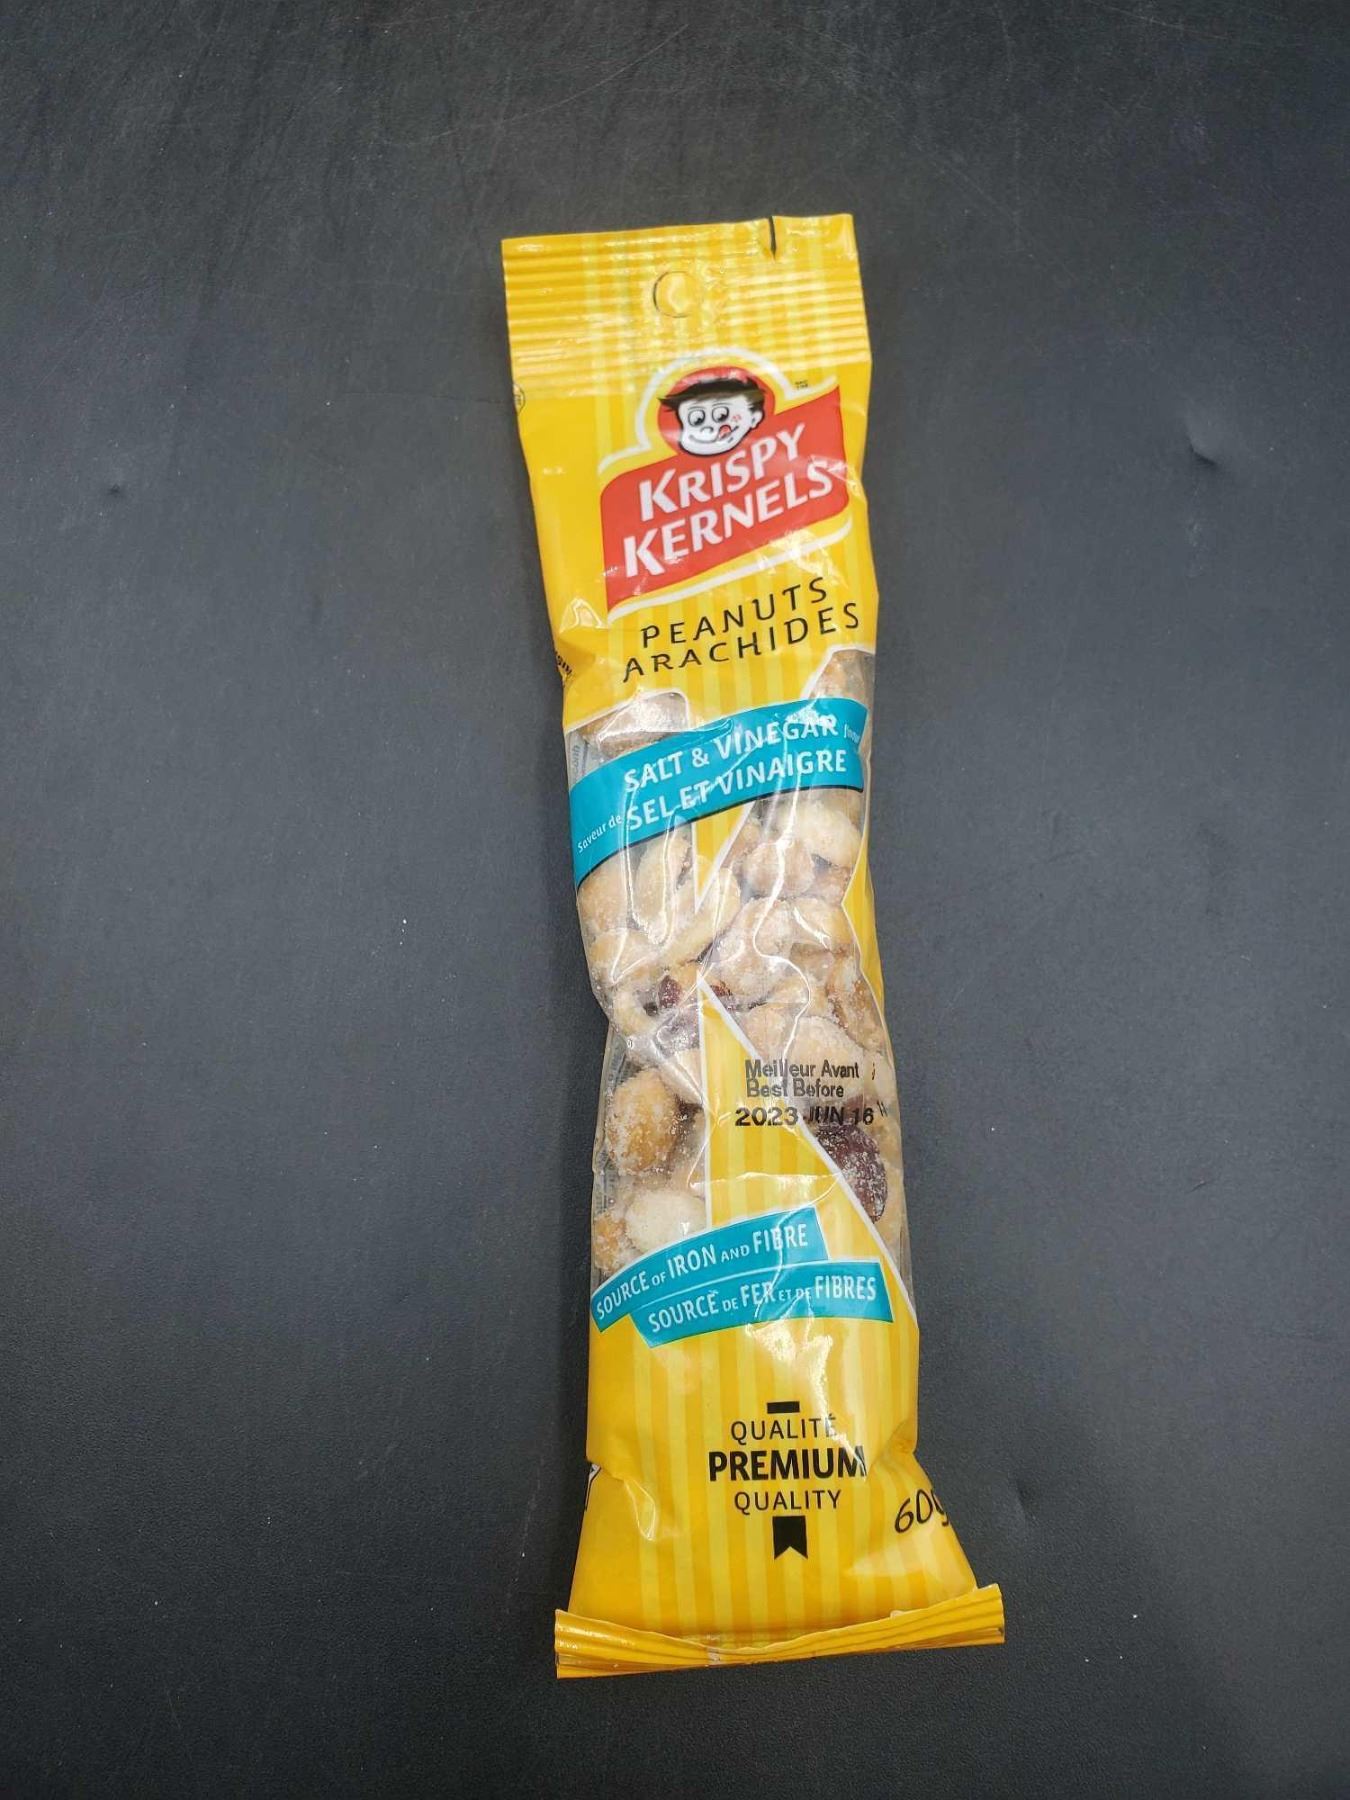 KRISPY
KERNELS
PEANUTS
ARACHIDES
SALT & VINEGAR
Saveur de SEL ET VINAIGRE
Meilleur Avant
Best Before
2023 JUN 16
SOURCE OF IRON AND FIBRE
SOURCE DE FER ET DE FIBRES
QUALITÉ
PREMIUM
QUALITY
60g